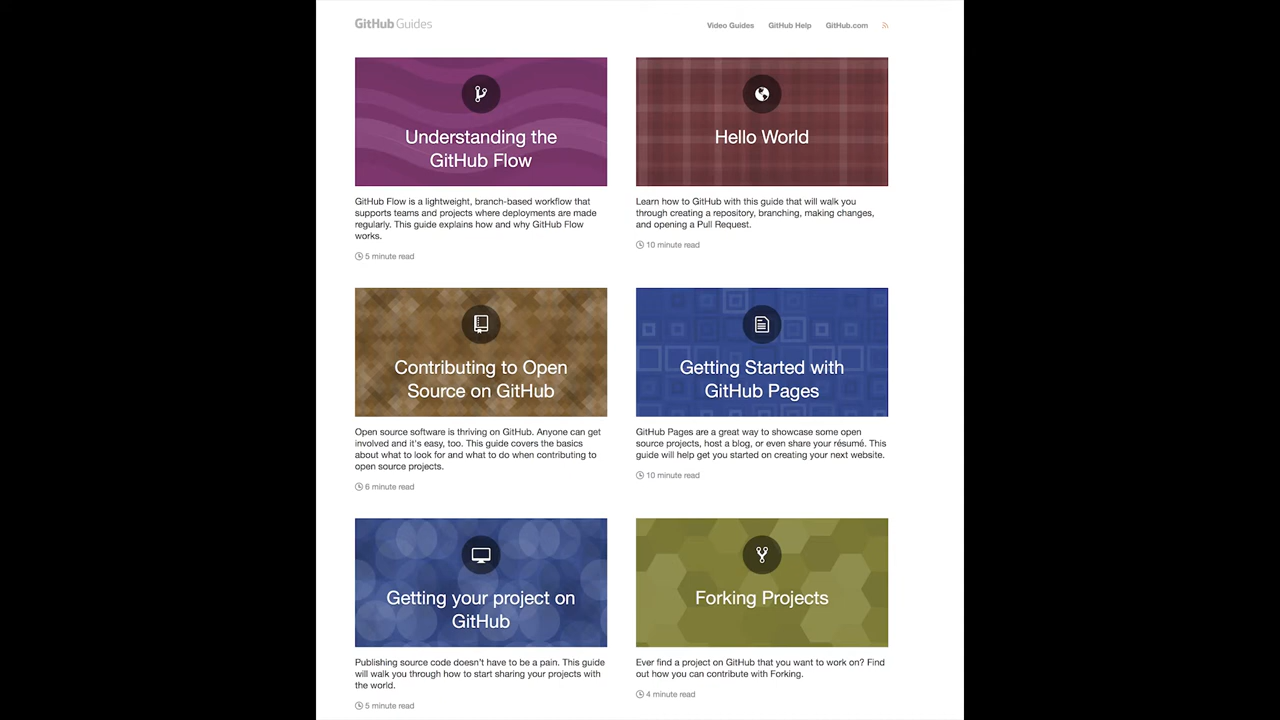 GitHub Guides
Video Guides GitHub Help GitHub.com
Understanding the
GitHub Flow
GitHub Flow is a lightweight, branch-based workflow that
supports teams and projects where deployments are made
regularly. This guide explains how and why GitHub Flow
works.
5 minute read
Hello World
Learn how to GitHub with this guide that will walk you
through creating a repository, branching, making changes,
and opening a Pull Request.
10 minute read
Contributing to Open
Source on GitHub
Open source software is thriving on GitHub. Anyone can get
involved and it's easy, too. This guide covers the basics
about what to look for and what to do when contributing to
open source projects.
6 minute read
Getting Started with
GitHub Pages
GitHub Pages are a great way to showcase some open
source projects, host a blog, or even share your résumé. This
guide will help get you started on creating your next website.
10 minute read
Getting your project on
GitHub
Publishing source code doesn't have to be a pain. This guide
will walk you through how to start sharing your projects with
the world.
5 minute read
Forking Projects
Ever find a project on GitHub that you want to work on? Find
out how you can contribute with Forking.
4 minute read